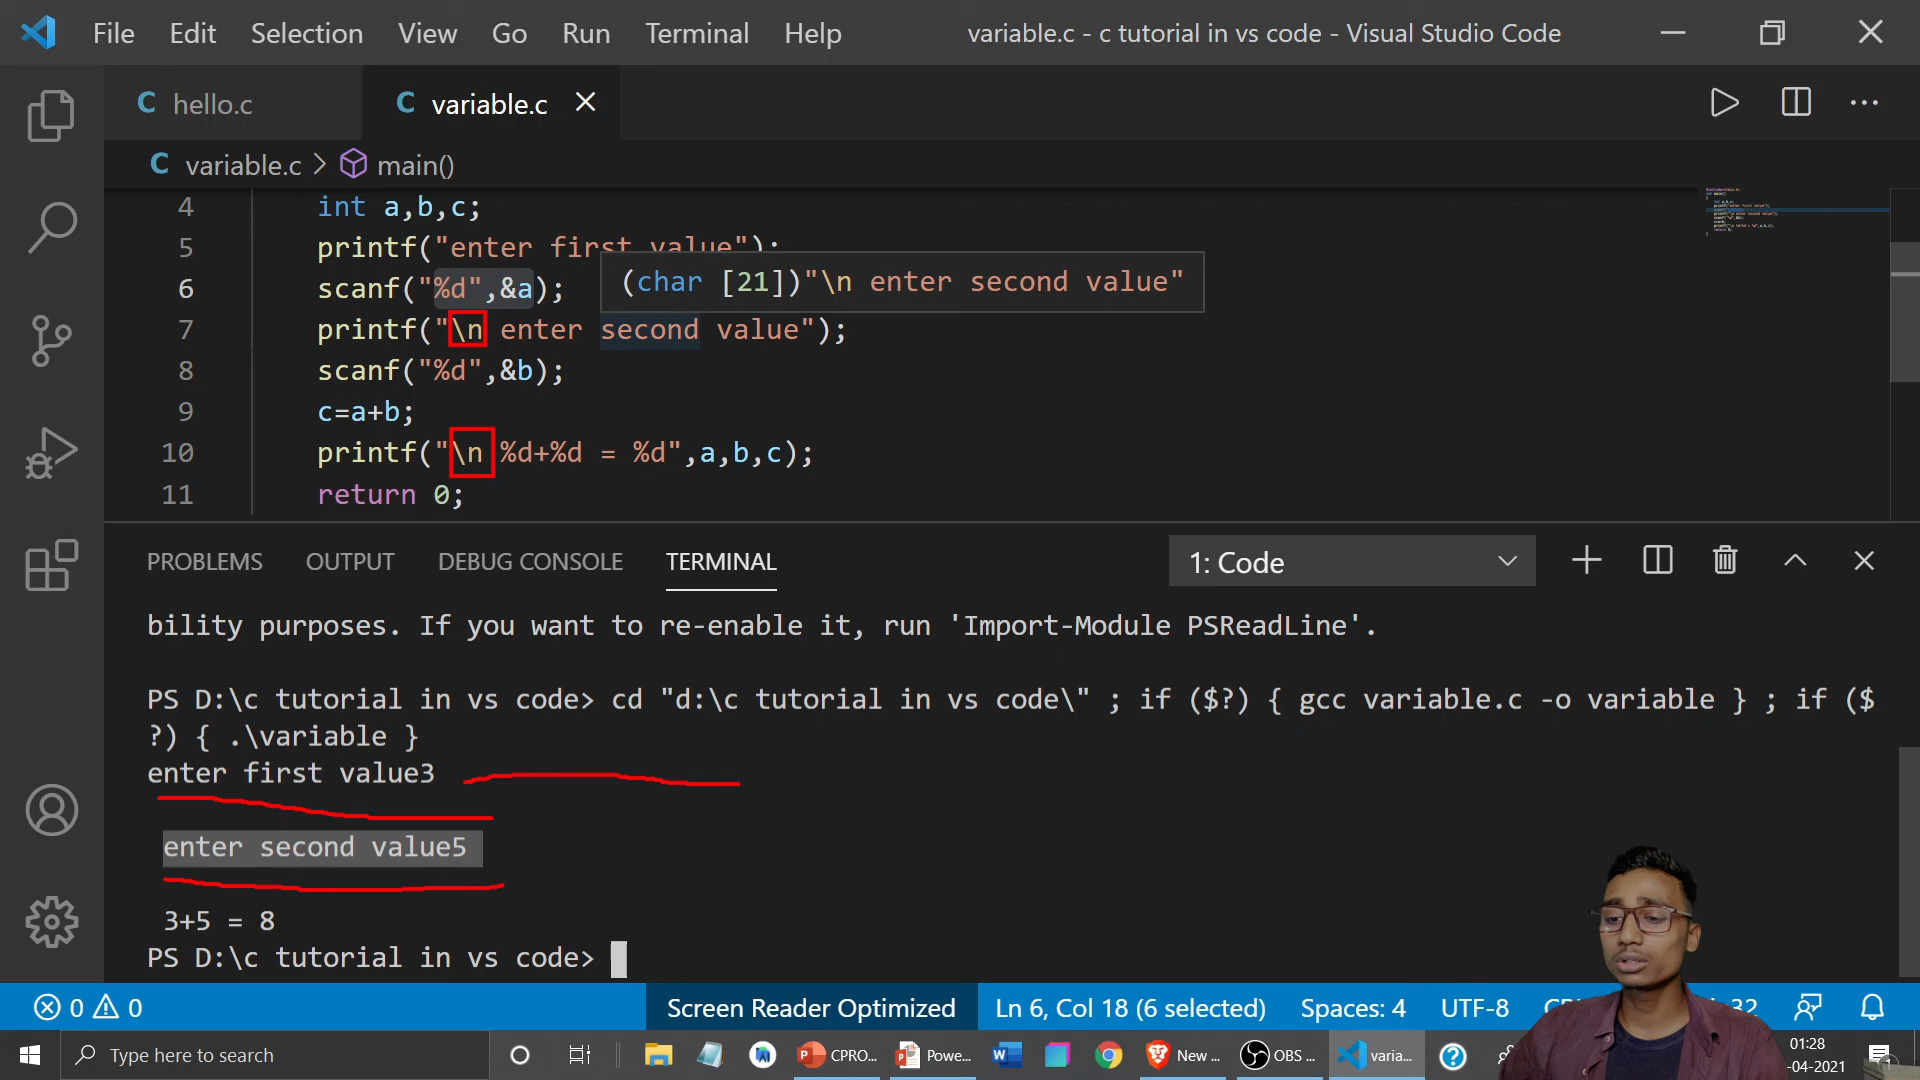 File Edit Selection View Go Run Terminal Help variable.c - c tutorial in vs code - Visual Studio Code
C hello.c C variable.c
C variable.c > main()
4 int a,b,c;
5 printf("enter first value");
(char [21])"\n enter second value"
6 scanf("%d",&a);
7 printf("\n enter second value");
8 scanf("%d",&b);
9 c=a+b;
10 printf("\n %d+%d = %d",a,b,c);
11 return 0;
PROBLEMS OUTPUT DEBUG CONSOLE TERMINAL 1: Code
bility purposes. If you want to re-enable it, run 'Import-Module PSReadLine'.
PS D:\c tutorial in vs code> cd "d:\c tutorial in vs code\" ; if ($?) { gcc variable.c -o variable } ; if ($
?) { .\variable }
enter first value3
enter second value5
3+5 = 8
PS D:\c tutorial in vs code>
0 0 Screen Reader Optimized Ln 6, Col 18 (6 selected) Spaces: 4 UTF-8 32
Type here to search CPRO... Powe... New ... OBS ... varia... 01:28
-04-2021